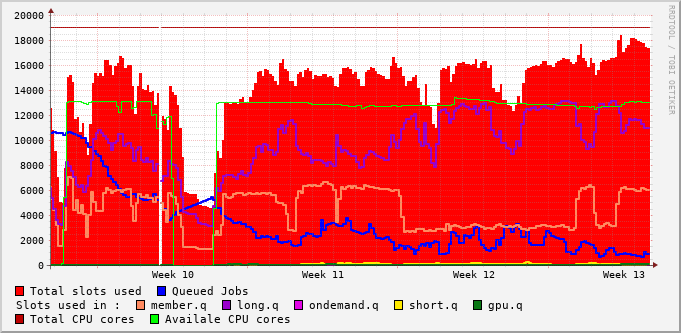 20000
18000
16000
14000
12000
10000
8000
6000
4000
2000
0
Week 10 Week 11 Week 12 Week 13
RRDTOOL / TOBI OETIKER
Total slots used Queued Jobs
Slots used in : member.q long.q ondemand.q short.q gpu.q
Total CPU cores Availale CPU cores